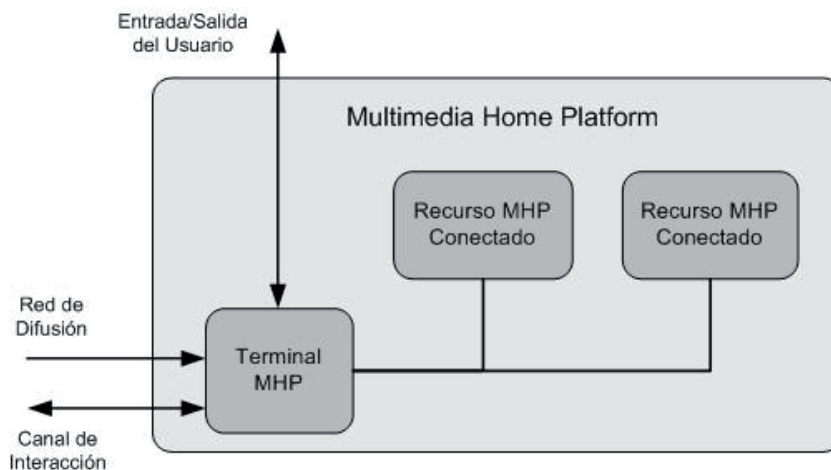 Entrada/Salida
del Usuario
Multimedia Home Platform
Recurso MHP
Conectado
Recurso MHP
Conectado
Red de
Difusión
Terminal
MHP
Canal de
Interacción